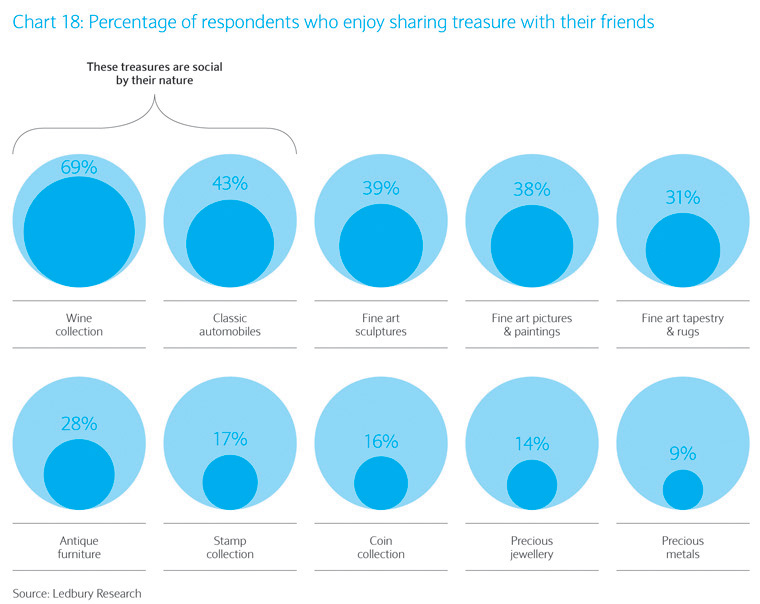 Chart 18: Percentage of respondents who enjoy sharing treasure with their friends
These treasures are social
by their nature
69%
43%
39%
38%
31%
Wine
collection
Classic
automobiles
Fine art
sculptures
Fine art pictures
& paintings
Fine art tapestry
& rugs
28%
17%
16%
14%
9%
Antique
furniture
Stamp
collection
Coin
collection
Precious
jewellery
Precious
metals
Source: Ledbury Research